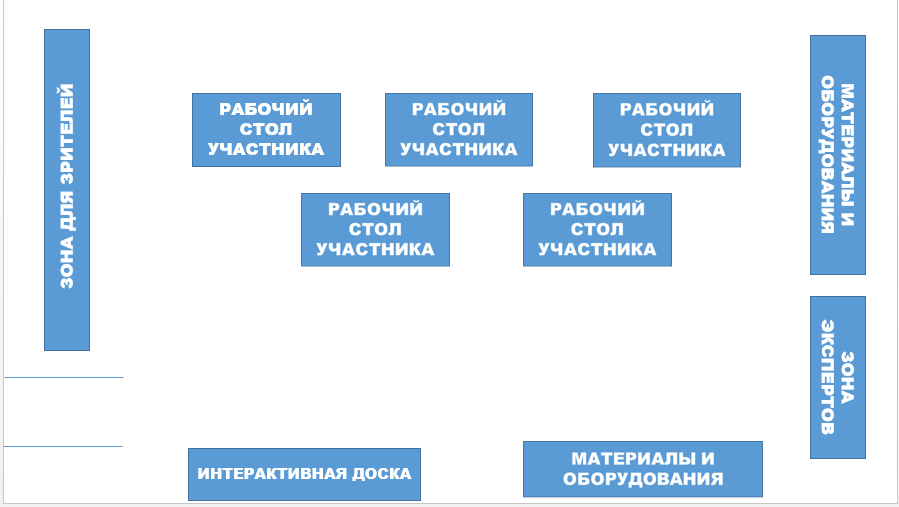 ЗОНА ДЛЯ ЗРИТЕЛЕЙ
РАБОЧИЙ
СТОЛ
УЧАСТНИКА
РАБОЧИЙ
СТОЛ
УЧАСТНИКА
РАБОЧИЙ
СТОЛ
УЧАСТНИКА
МАТЕРИАЛЫ И
ОБОРУДОВАНИЯ
РАБОЧИЙ
СТОЛ
УЧАСТНИКА
РАБОЧИЙ
СТОЛ
УЧАСТНИКА
ЗОНА
ЭКСПЕРТОВ
ИНТЕРАКТИВНАЯ ДОСКА
МАТЕРИАЛЫ И
ОБОРУДОВАНИЯ